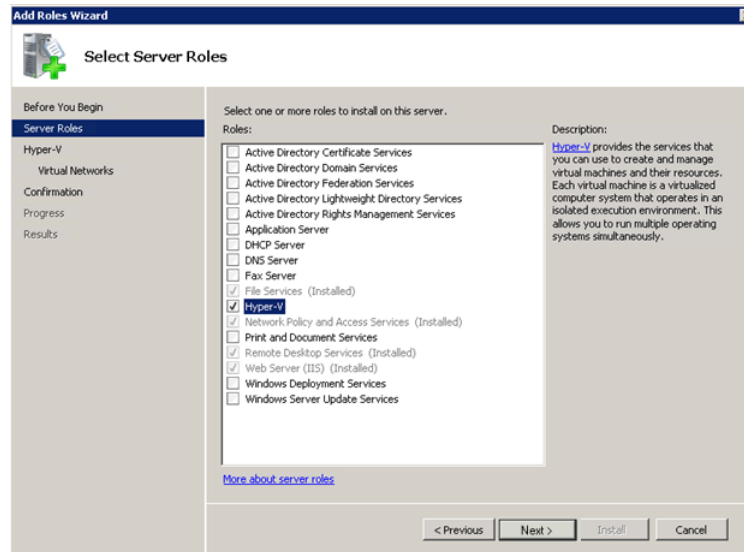 Add Roles Wizard
Select Server Roles
Before You Begin
Server Roles
Hyper-V
Virtual Networks
Confirmation
Progress
Results
Select one or more roles to install on this server.
Roles:
Active Directory Certificate Services
Active Directory Domain Services
Active Directory Federation Services
Active Directory Lightweight Directory Services
Active Directory Rights Management Services
Application Server
DHCP Server
DNS Server
Fax Server
File Services (Installed)
Hyper-V
Network Policy and Access Services (Installed)
Print and Document Services
Remote Desktop Services (Installed)
Web Server (IIS) (Installed)
Windows Deployment Services
Windows Server Update Services
More about server roles
Description:
Hyper-V provides the services that
you can use to create and manage
virtual machines and their resources.
Each virtual machine is a virtualized
computer system that operates in an
isolated execution environment. This
allows you to run multiple operating
systems simultaneously.
< Previous
Next >
Install
Cancel